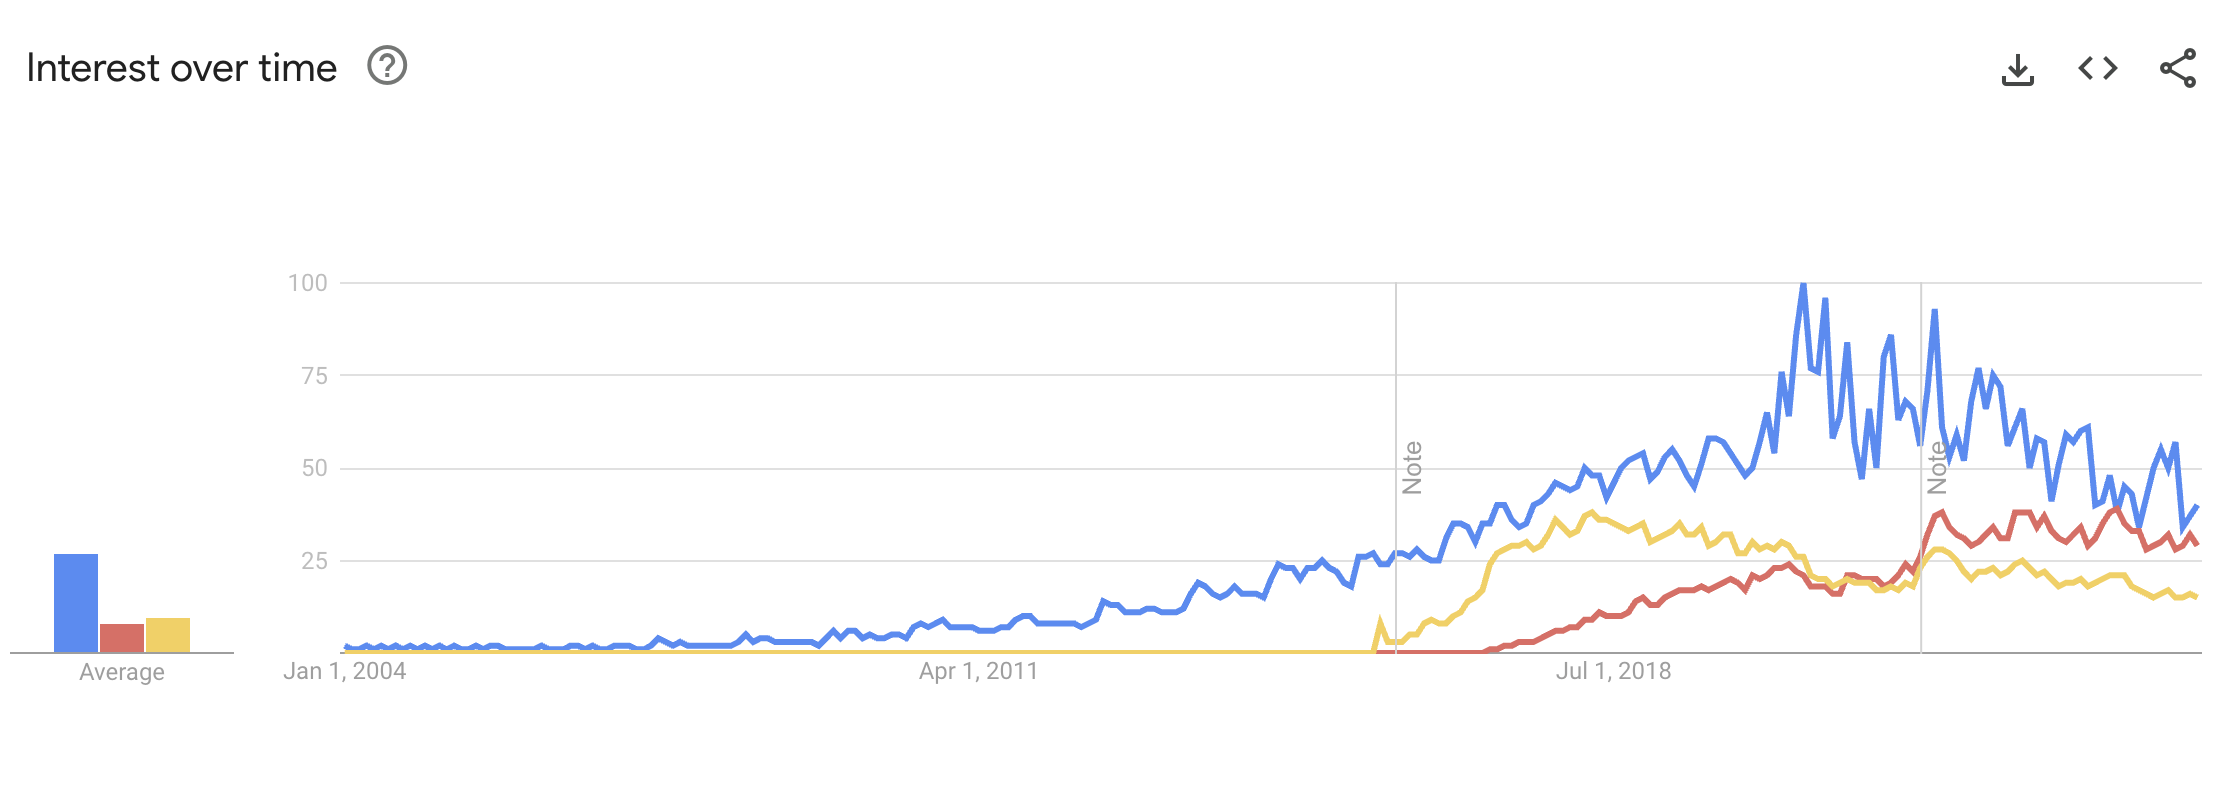 Interest over time
100
75
50
25
Note
Note
Average
Jan 1, 2004
Apr 1, 2011
Jul 1, 2018